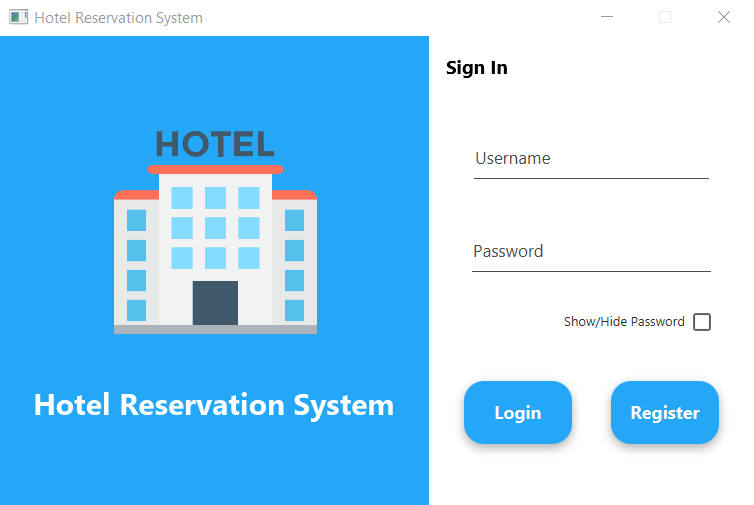 Hotel Reservation System
HOTEL
Hotel Reservation System
Sign In
Username
Password
Show/Hide Password
Login
Register